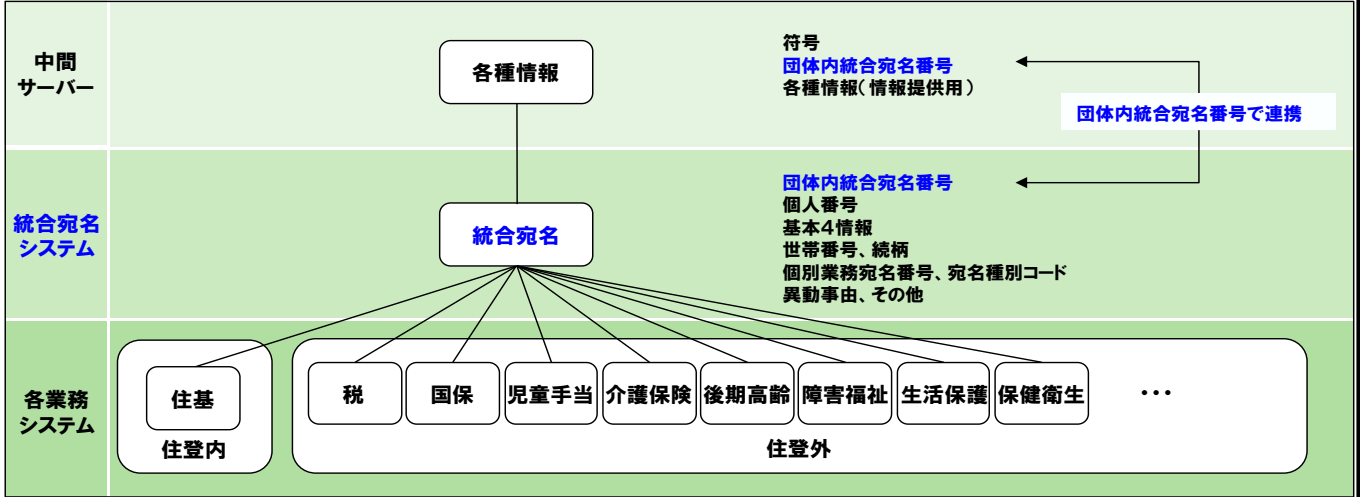 中間
サーバー
各種情報
符号
団体内統合宛名番号
各種情報(情報提供用)
団体内統合宛名番号で連携
統合宛名
システム
統合宛名
団体内統合宛名番号
個人番号
基本4情報
世帯番号、続柄
個別業務宛名番号、宛名種別コード
異動事由、その他
各業務
システム
住基
住登内
税
国保
児童手当
介護保険
後期高齢
障害福祉
生活保護
保健衛生
・・・
住登外